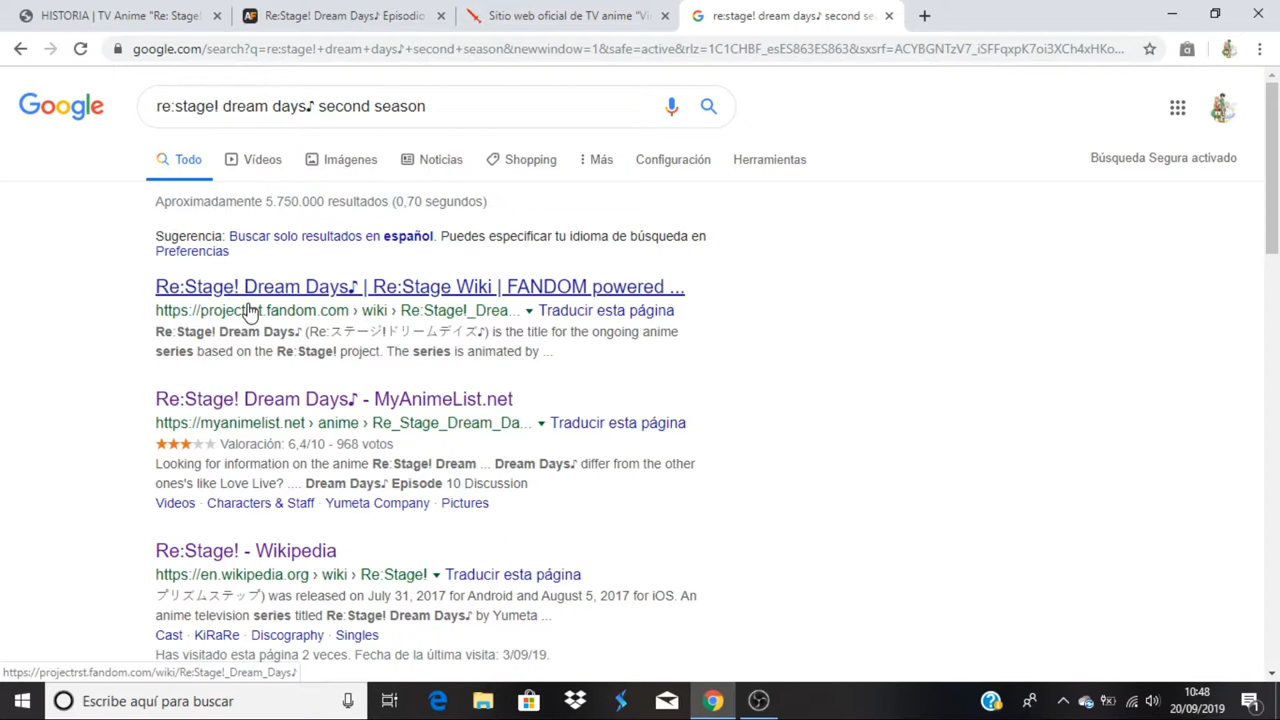 HISTORIA | TV Anime "Re: Stage!
Re:Stage! Dream Days♪ Episodio
Sitio web oficial de TV anime "Vi
re:stage! dream days♪ second se
google.com/search?q=re:stage!+dream+days♪+second+season&newwindow=1&safe=active&rlz=1C1CHBF_esES863ES863&sxsrf=ACYBGNTzV7_iSFFqxpK7oi3XCh4xHKo...
Google
re:stage! dream days♪ second season
Todo
Vídeos
Imágenes
Noticias
Shopping
Más
Configuración
Herramientas
Búsqueda Segura activado
Aproximadamente 5.750.000 resultados (0,70 segundos)
Sugerencia: Buscar solo resultados en español. Puedes especificar tu idioma de búsqueda en
Preferencias
Re:Stage! Dream Days♪ | Re:Stage Wiki | FANDOM powered ...
https://projectrst.fandom.com › wiki › Re:Stage!_Drea... Traducir esta página
Re:Stage! Dream Days♪ (Re:ステージ!ドリームデイズ♪) is the title for the ongoing anime
series based on the Re:Stage! project. The series is animated by ...
Re:Stage! Dream Days♪ - MyAnimeList.net
https://myanimelist.net › anime › Re_Stage_Dream_Da... Traducir esta página
Valoración: 6,4/10 - 968 votos
Looking for information on the anime Re:Stage! Dream ... Dream Days♪ differ from the other
ones's like Love Live? .... Dream Days♪ Episode 10 Discussion
Videos · Characters & Staff · Yumeta Company · Pictures
Re:Stage! - Wikipedia
https://en.wikipedia.org › wiki › Re:Stage! Traducir esta página
プリズムステップ) was released on July 31, 2017 for Android and August 5, 2017 for iOS. An
anime television series titled Re:Stage! Dream Days♪ by Yumeta ...
Cast · KiRaRe · Discography · Singles
Has visitado esta página 2 veces. Fecha de la última visita: 3/09/19.
https://projectrst.fandom.com/wiki/Re:Stage!_Dream_Days♪
Escribe aquí para buscar
10:48
20/09/2019
1